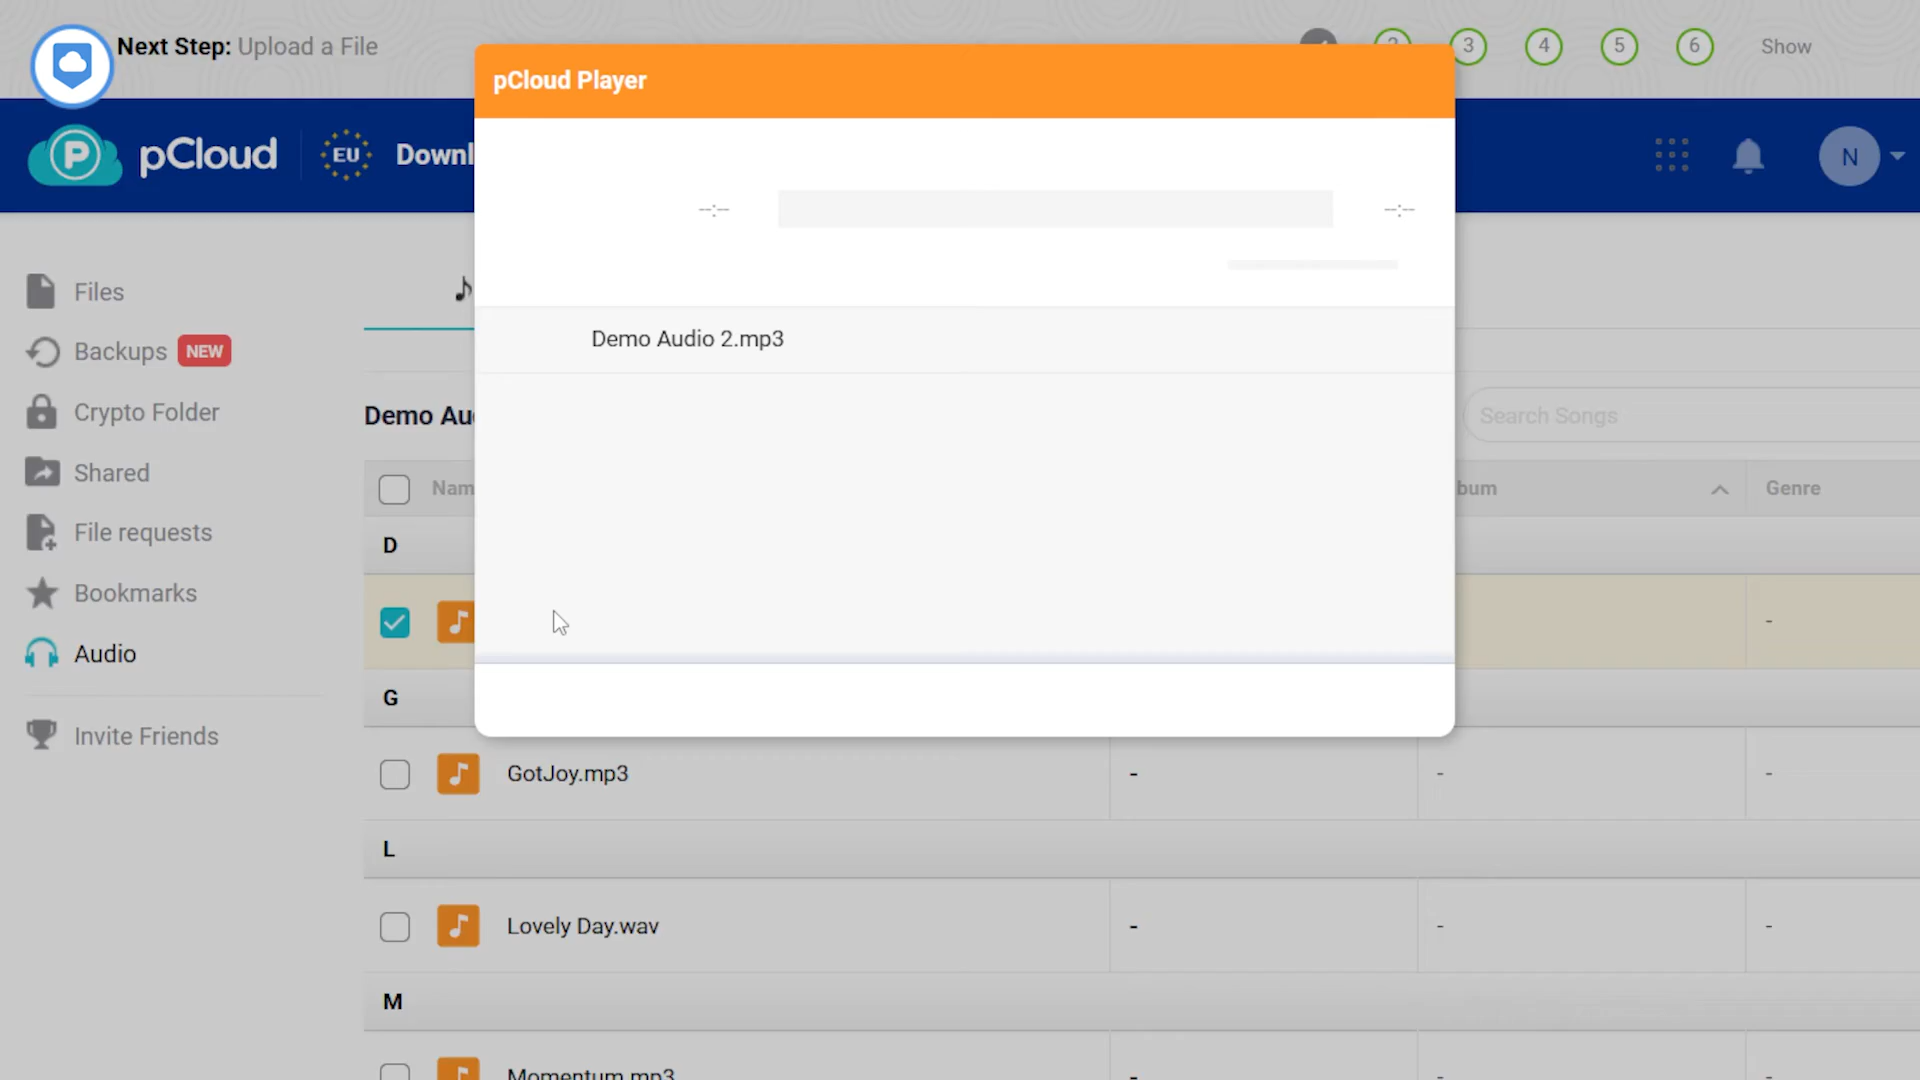 Next Step: Upload a File
3
4
5
6
Show
pCloud Player
P
pCloud
EU
Downl
N
--:--
--:--
Files
Backups NEW
Crypto Folder
Shared
File requests
Bookmarks
Audio
Invite Friends
Demo Audio 2.mp3
Demo Au
Search Songs
Nam
bum
Genre
D
-
G
GotJoy.mp3
-
-
-
L
Lovely Day.wav
-
-
-
M
Momentum.mp3
-
-
-